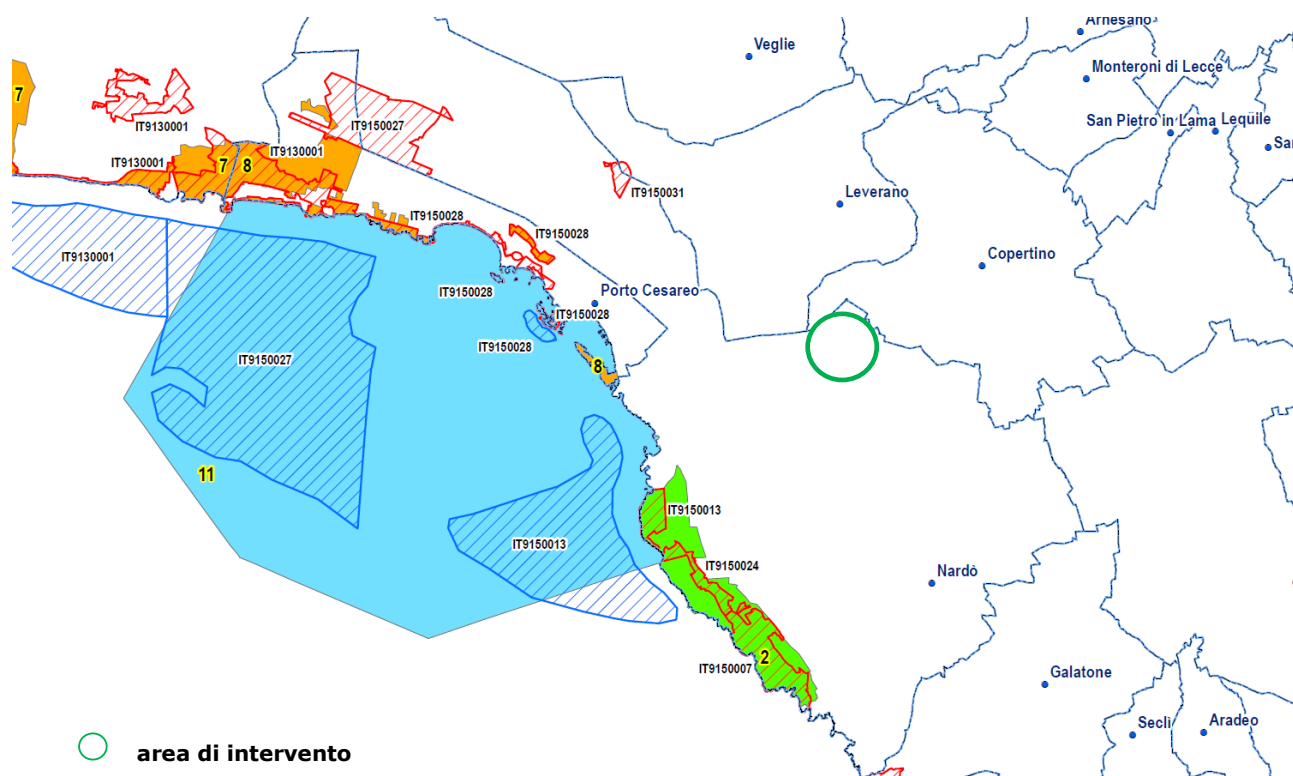 Arnesano
Veglie
Monteroni di Lecce
7
San Pietro in Lama
Lequile
IT9130001
IT9150027
San
IT9130001
IT9130001
7
8
IT9150031
Leverano
IT9150028
IT9150028
Copertino
IT9130001
IT9150028
Porto Cesareo
IT9150028
IT9150028
IT9150027
8
11
IT9150013
IT9150013
IT9150024
Nardò
2
IT9150007
Galatone
Seclì
Aradeo
area di intervento